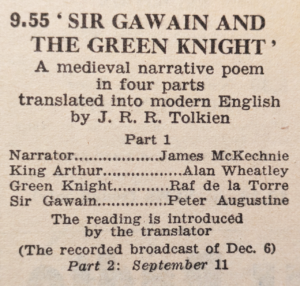 9.55 ‘SIR GAWAIN AND
THE GREEN KNIGHT’
A medieval narrative poem
in four parts
translated into modern English
by J. R. R. Tolkien
Part 1
Narrator..................James McKechnie
King Arthur................Alan Wheatley
Green Knight........Raf de la Torre
Sir Gawain...............Peter Augustine
The reading is introduced
by the translator
(The recorded broadcast of Dec. 6)
Part 2: September 11